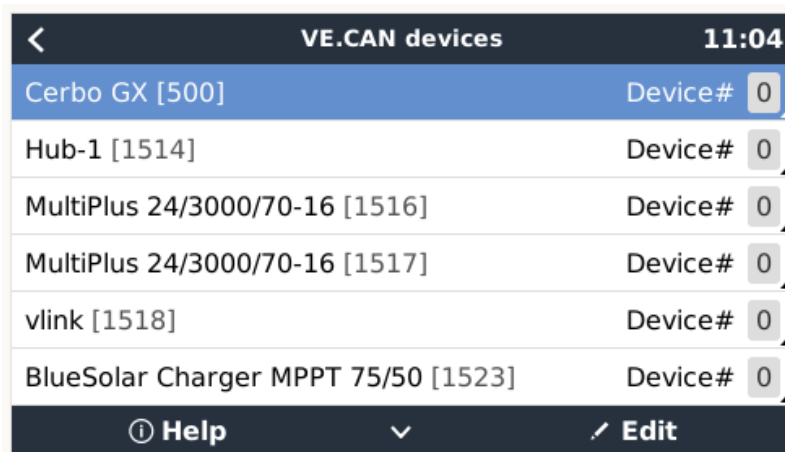 VE.CAN devices 11:04
Cerbo GX [500] Device# 0
Hub-1 [1514] Device# 0
MultiPlus 24/3000/70-16 [1516] Device# 0
MultiPlus 24/3000/70-16 [1517] Device# 0
vlink [1518] Device# 0
BlueSolar Charger MPPT 75/50 [1523] Device# 0
Help Edit